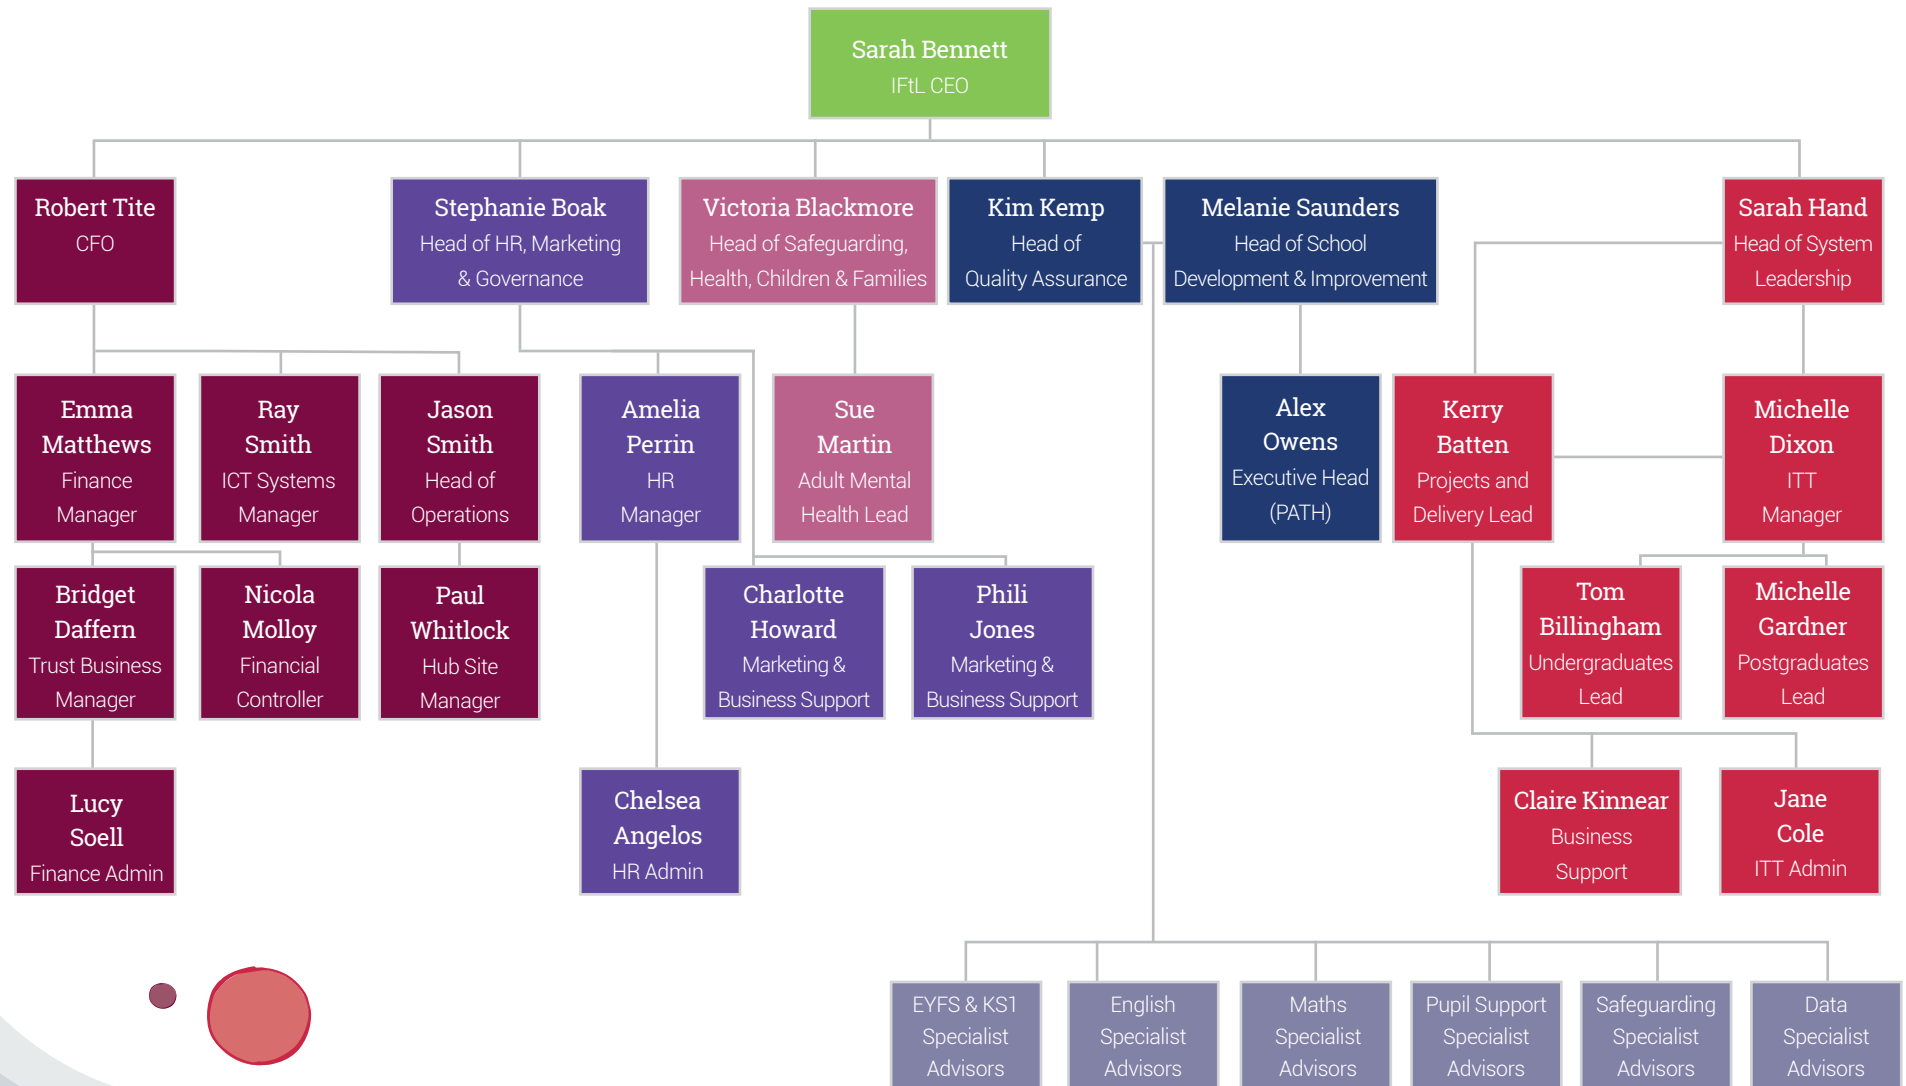 Sarah Bennett
IFtL CEO
Robert Tite
CFO
Stephanie Boak
Head of HR, Marketing
& Governance
Victoria Blackmore
Head of Safeguarding,
Health, Children & Families
Kim Kemp
Head of
Quality Assurance
Melanie Saunders
Head of School
Development & Improvement
Sarah Hand
Head of System
Leadership
Emma
Matthews
Finance
Manager
Ray
Smith
ICT Systems
Manager
Jason
Smith
Head of
Operations
Amelia
Perrin
HR
Manager
Sue
Martin
Adult Mental
Health Lead
Alex
Owens
Executive Head
(PATH)
Kerry
Batten
Projects and
Delivery Lead
Michelle
Dixon
ITT
Manager
Bridget
Daffern
Trust Business
Manager
Nicola
Molloy
Financial
Controller
Paul
Whitlock
Hub Site
Manager
Charlotte
Howard
Marketing &
Business Support
Phili
Jones
Marketing &
Business Support
Tom
Billingham
Undergraduates
Lead
Michelle
Gardner
Postgraduates
Lead
Lucy
Soell
Finance Admin
Chelsea
Angelos
HR Admin
Claire Kinnear
Business
Support
Jane
Cole
ITT Admin
EYFS & KS1
Specialist
Advisors
English
Specialist
Advisors
Maths
Specialist
Advisors
Pupil Support
Specialist
Advisors
Safeguarding
Specialist
Advisors
Data
Specialist
Advisors